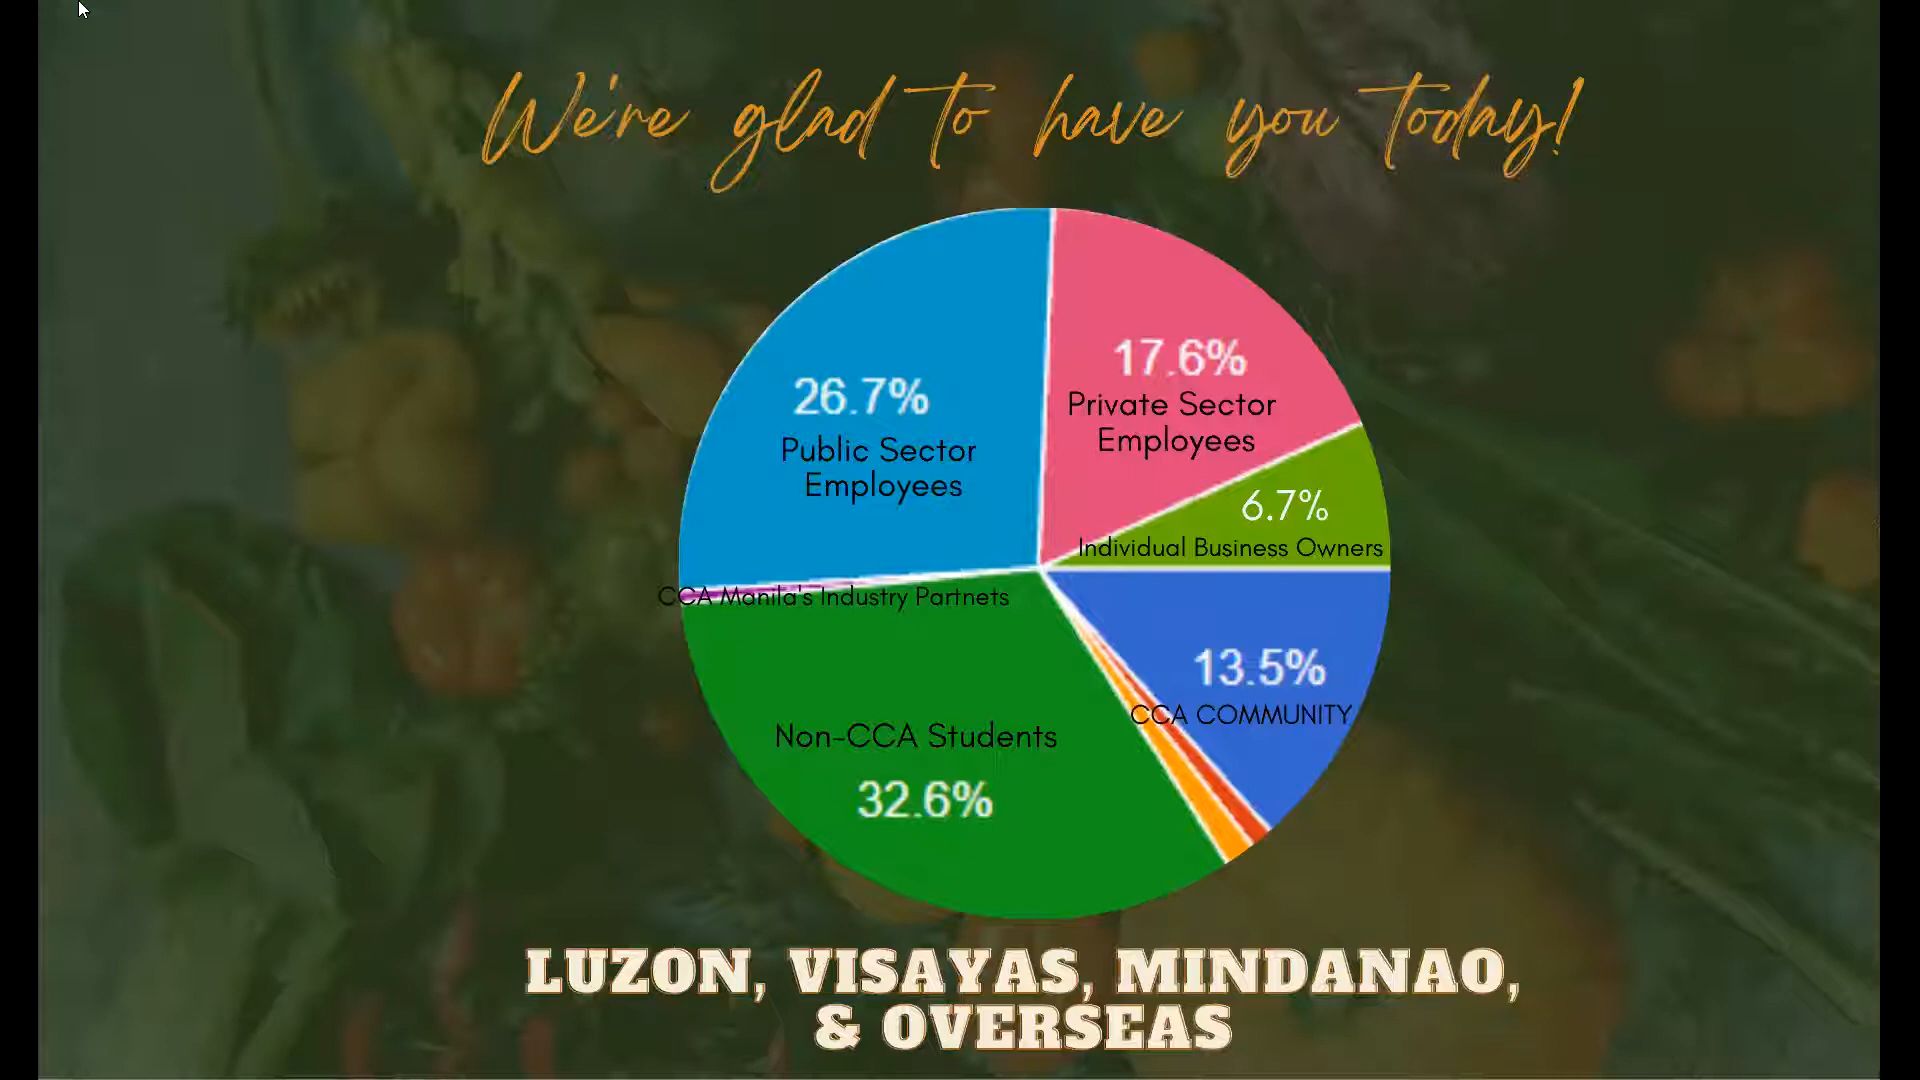 We're glad to have you today!
26.7%
Public Sector
Employees
17.6%
Private Sector
Employees
6.7%
Individual Business Owners
CCA Manila's Industry Partnets
13.5%
CCA COMMUNITY
Non-CCA Students
32.6%
LUZON, VISAYAS, MINDANAO,
& OVERSEAS